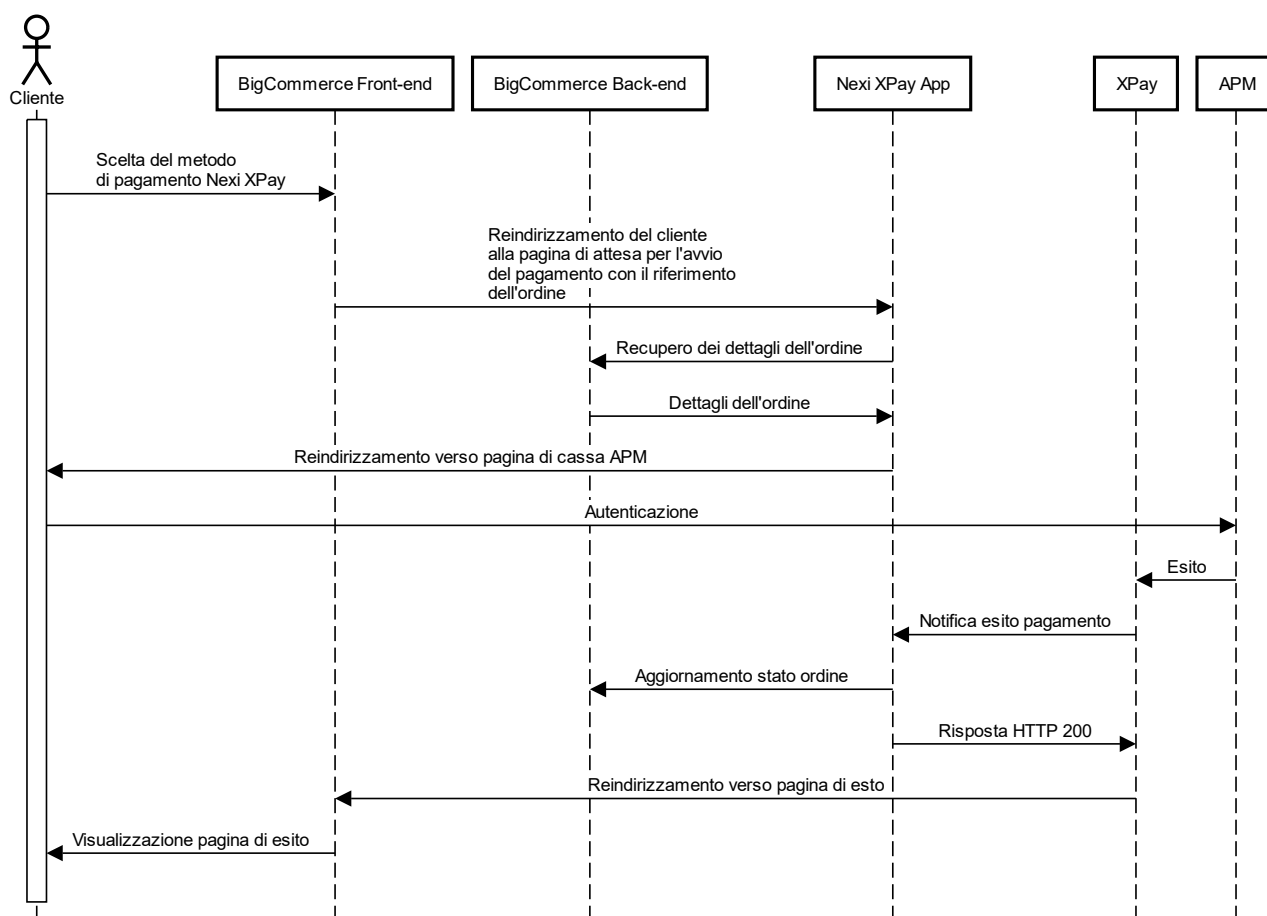 Cliente
BigCommerce Front-end
BigCommerce Back-end
Nexi XPay App
XPay
APM
Scelta del metodo
di pagamento Nexi XPay
Reindirizzamento del cliente
alla pagina di attesa per l'avvio
del pagamento con il riferimento
dell'ordine
Recupero dei dettagli dell'ordine
Dettagli dell'ordine
Reindirizzamento verso pagina di cassa APM
Autenticazione
Esito
Notifica esito pagamento
Aggiornamento stato ordine
Risposta HTTP 200
Reindirizzamento verso pagina di esto
Visualizzazione pagina di esito